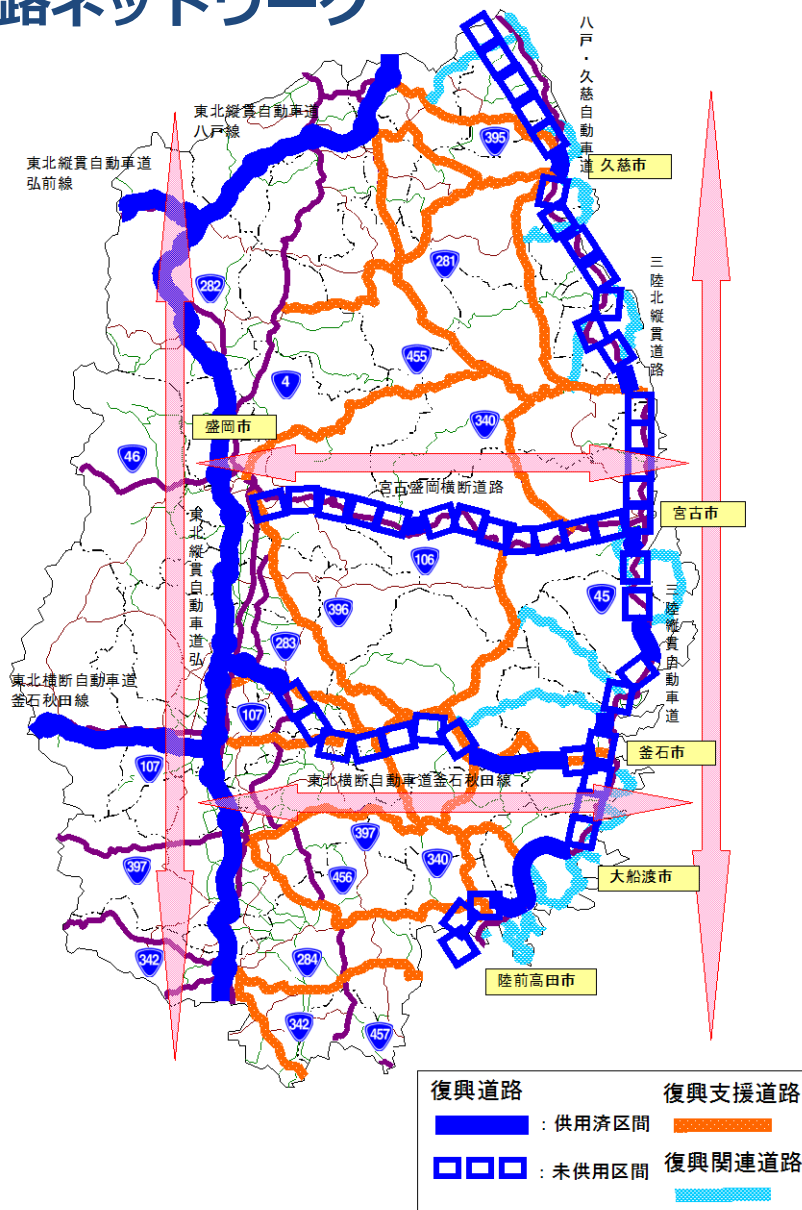 路ネットワーク
八戸・久慈自動車道
東北縦貫自動車道
八戸線
395
東北縦貫自動車道
弘前線
久慈市
281
282
三陸北縦貫道路
455
4
340
盛岡市
46
宮古盛岡横断道路
宮古市
東北縦貫自動車道弘
106
45
三陸縦貫自動車道
396
283
東北横断自動車道
釜石秋田線
107
釜石市
107
東北横断自動車道釜石秋田線
397
397
340
456
大船渡市
342
284
陸前高田市
342
457
復興道路
復興支援道路
：供用済区間
復興関連道路
：未供用区間